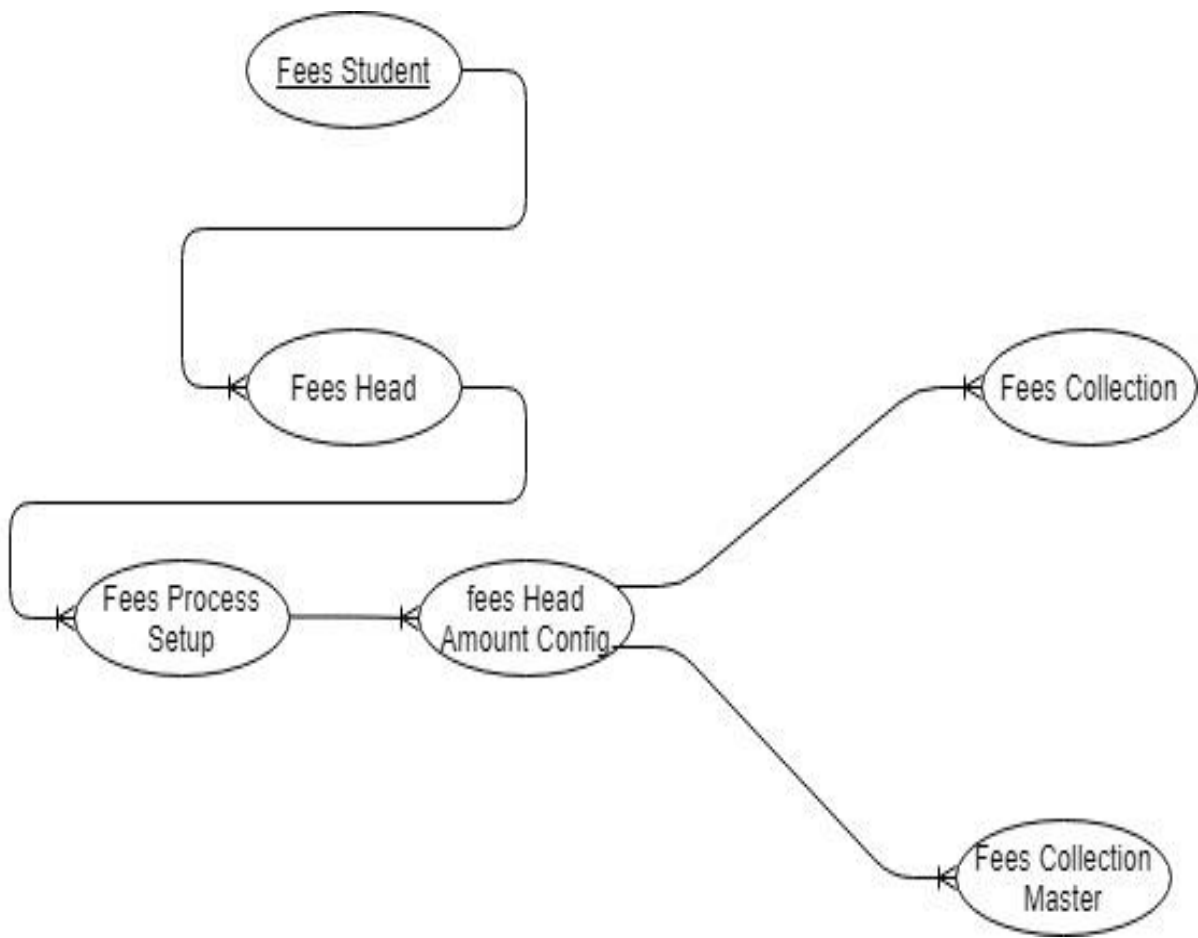 Fees Student
Fees Head
Fees Collection
Fees Process
Setup
fees Head
Amount Config
Fees Collection
Master